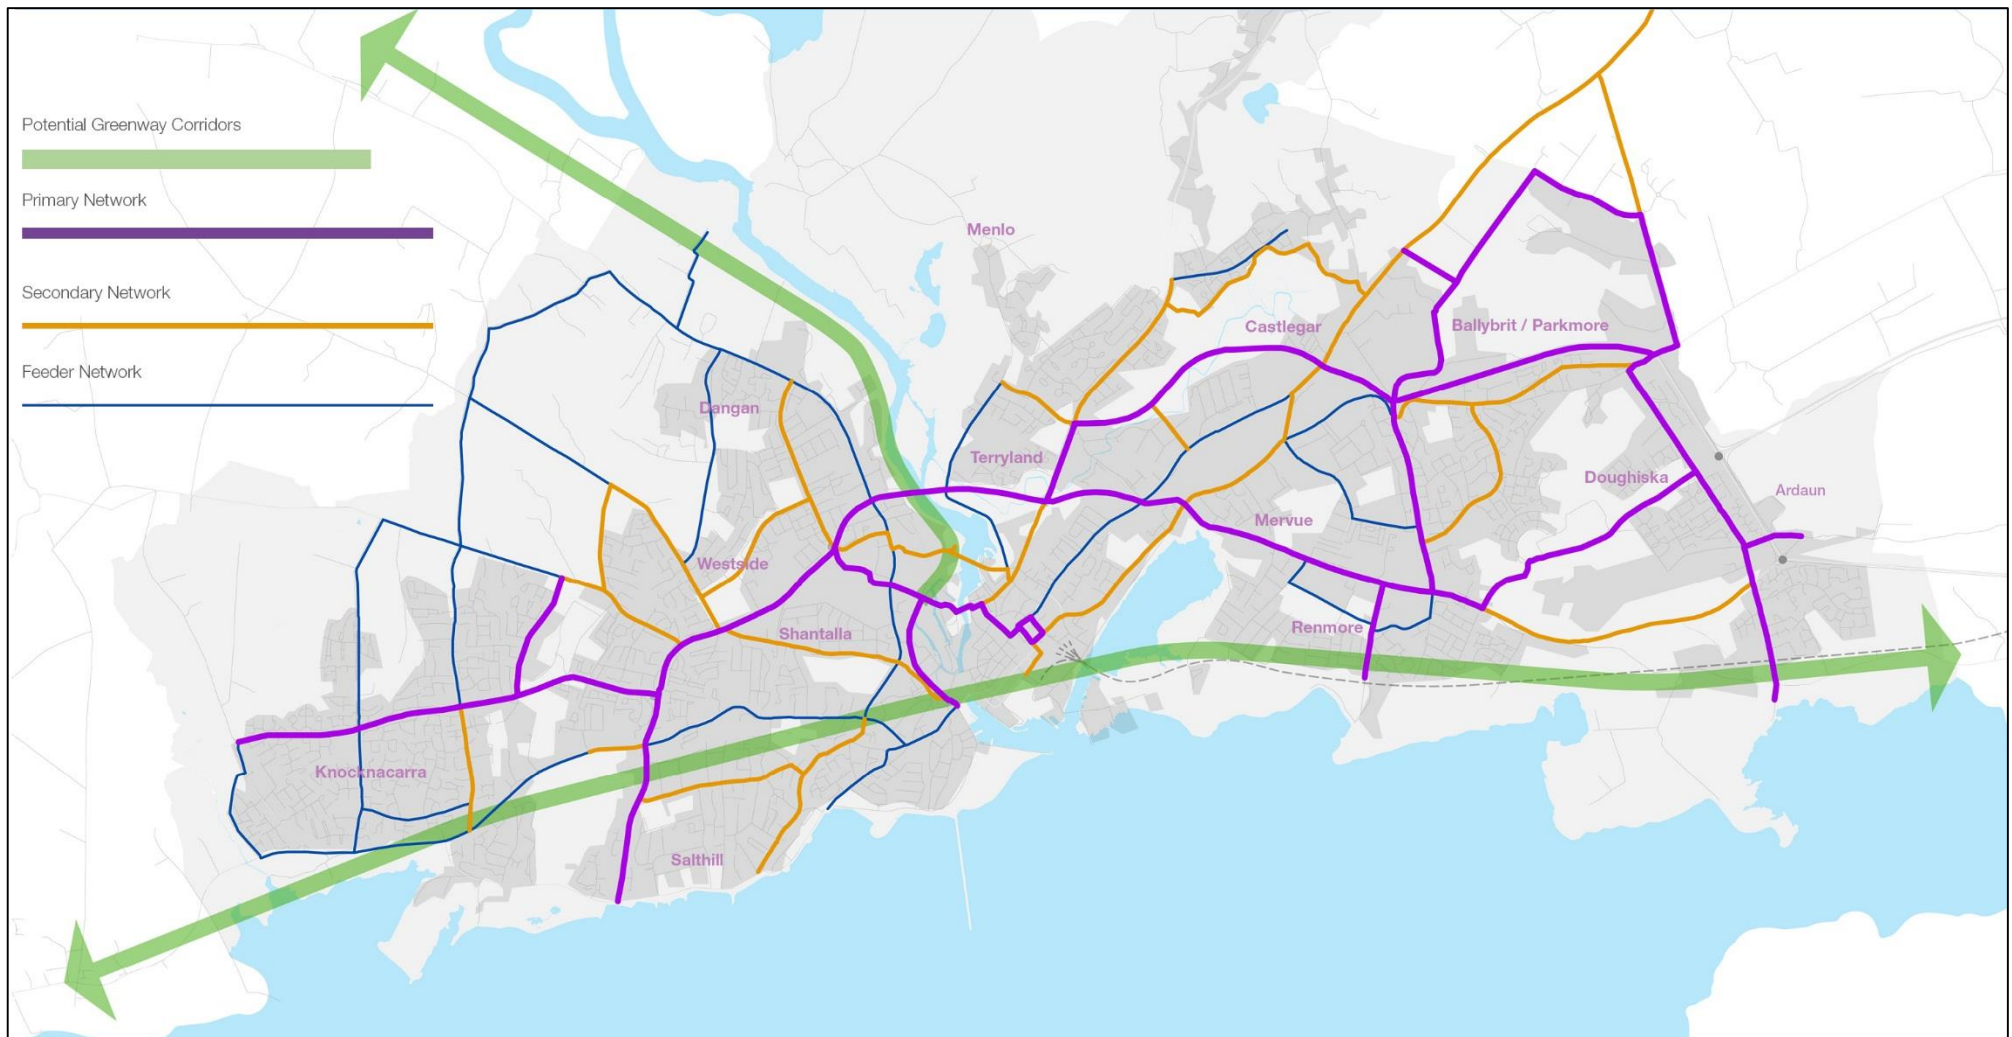 Potential Greenway Corridors
Primary Network
Secondary Network
Feeder Network
Menlo
Castlegar
Ballybrit / Parkmore
Dangan
Terryland
Doughiska
Ardaun
Mervue
Westside
Shantalla
Renmore
Knocknacarra
Salthill